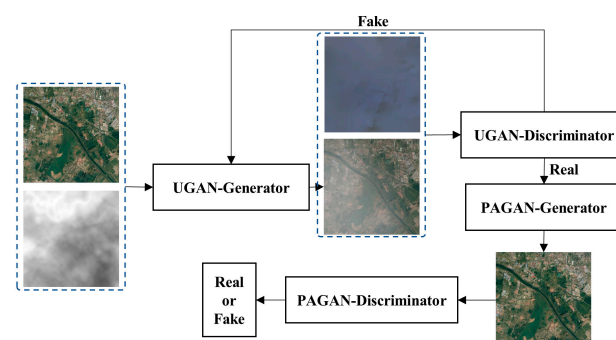 Fake
UGAN-Discriminator
UGAN-Generator
Real
PAGAN-Generator
Real
or
Fake
PAGAN-Discriminator